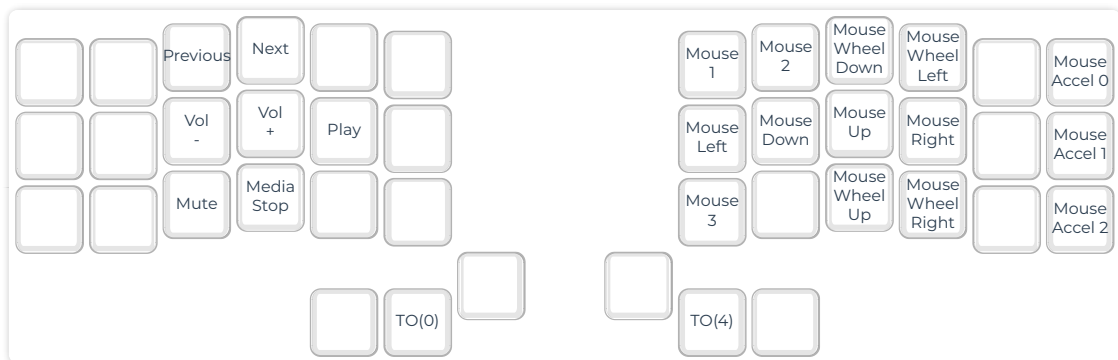 Previous
Next
Mouse
1
Mouse
2
Mouse
Wheel
Down
Mouse
Wheel
Left
Mouse
Accel 0
Vol
-
Vol
+
Play
Mouse
Left
Mouse
Down
Mouse
Up
Mouse
Right
Mouse
Accel 1
Mute
Media
Stop
Mouse
3
Mouse
Wheel
Up
Mouse
Wheel
Right
Mouse
Accel 2
TO(0)
TO(4)